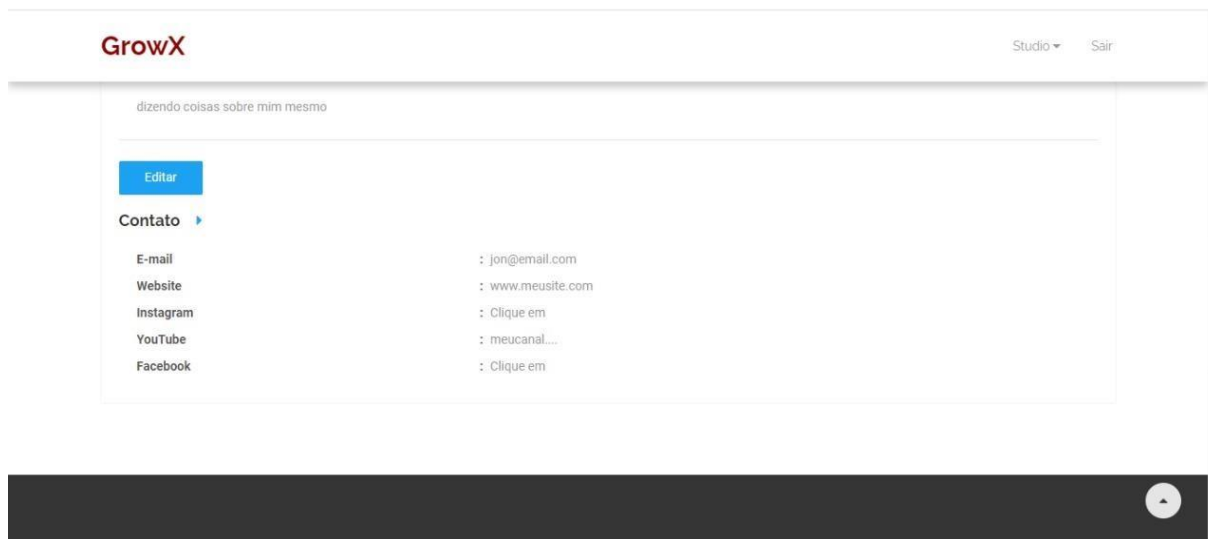 GrowX
Studio Sair
dizendo coisas sobre mim mesmo
Editar
Contato
E-mail : jon@email.com
Website : www.meusite.com
Instagram : Clique em
YouTube : meucanal....
Facebook : Clique em